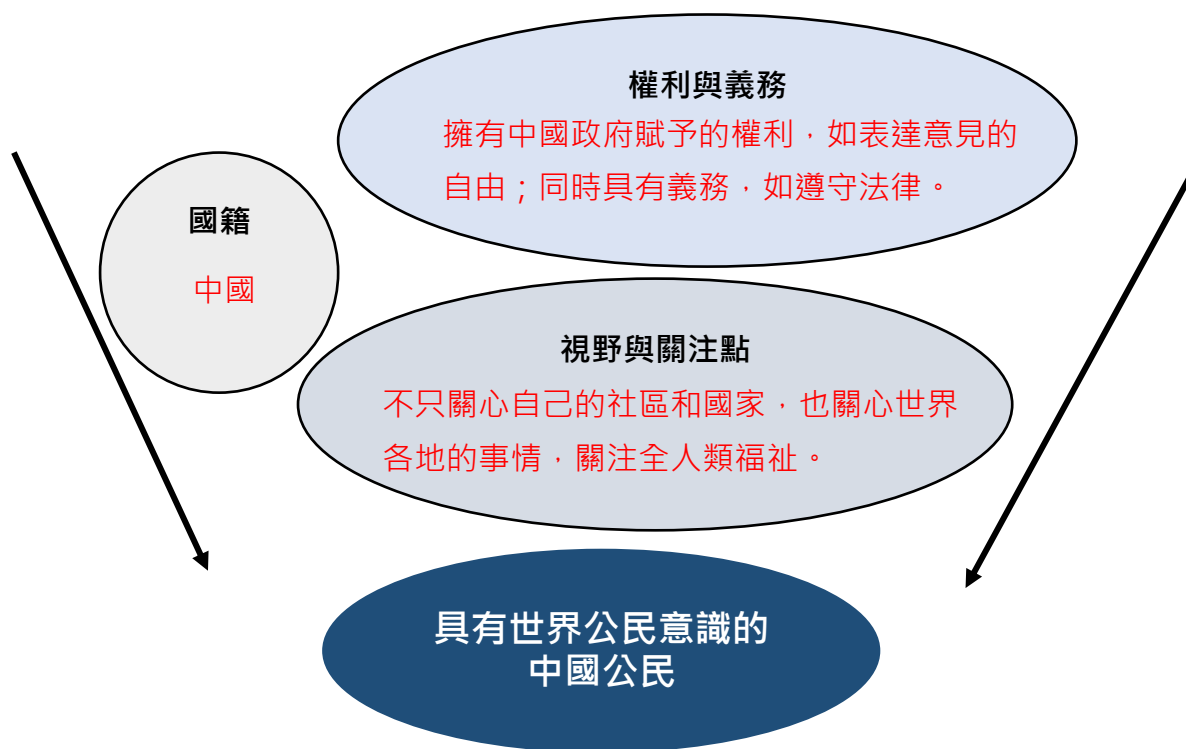 權利與義務
擁有中國政府賦予的權利，如表達意見的
自由；同時具有義務，如遵守法律。
國籍
中國
視野與關注點
不只關心自己的社區和國家，也關心世界
各地的事情，關注全人類福祉。
具有世界公民意識的
中國公民